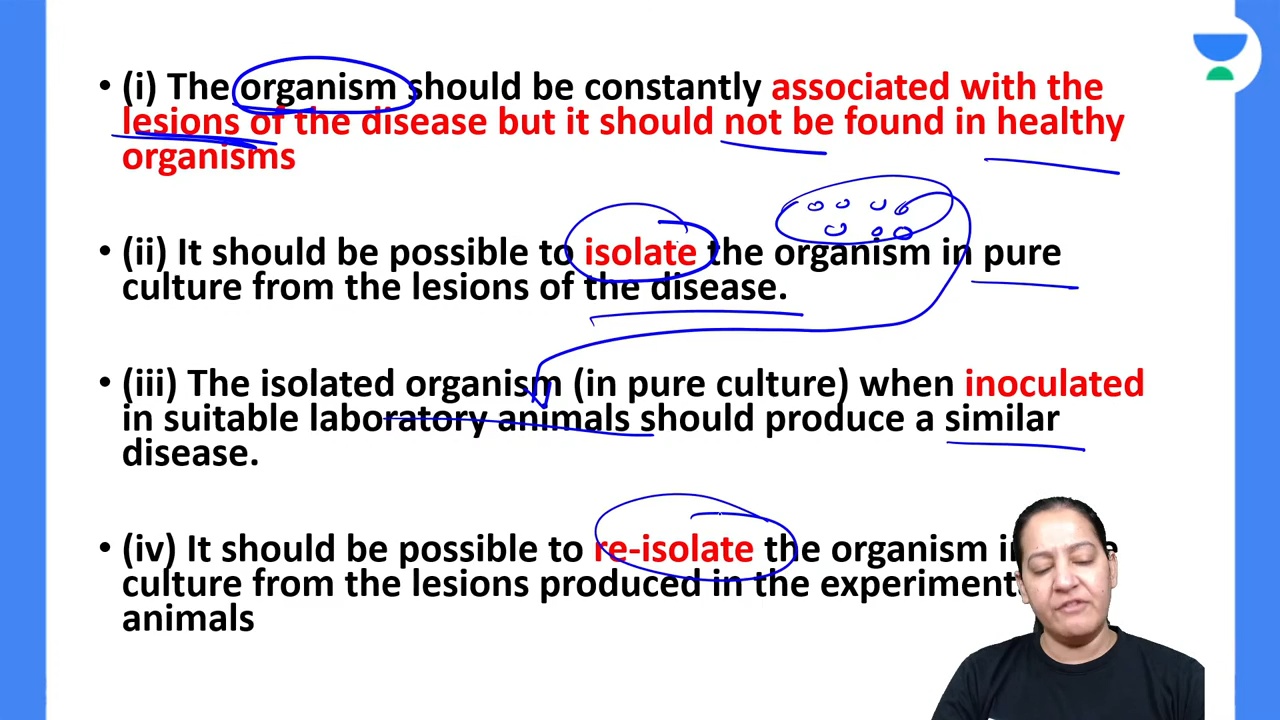 • (i) The organism should be constantly associated with the
lesions of the disease but it should not be found in healthy
organisms
• (ii) It should be possible to isolate the organism in pure
culture from the lesions of the disease.
• (iii) The isolated organism (in pure culture) when inoculated
in suitable laboratory animals should produce a similar
disease.
• (iv) It should be possible to re-isolate the organism
culture from the lesions produced in the
animals